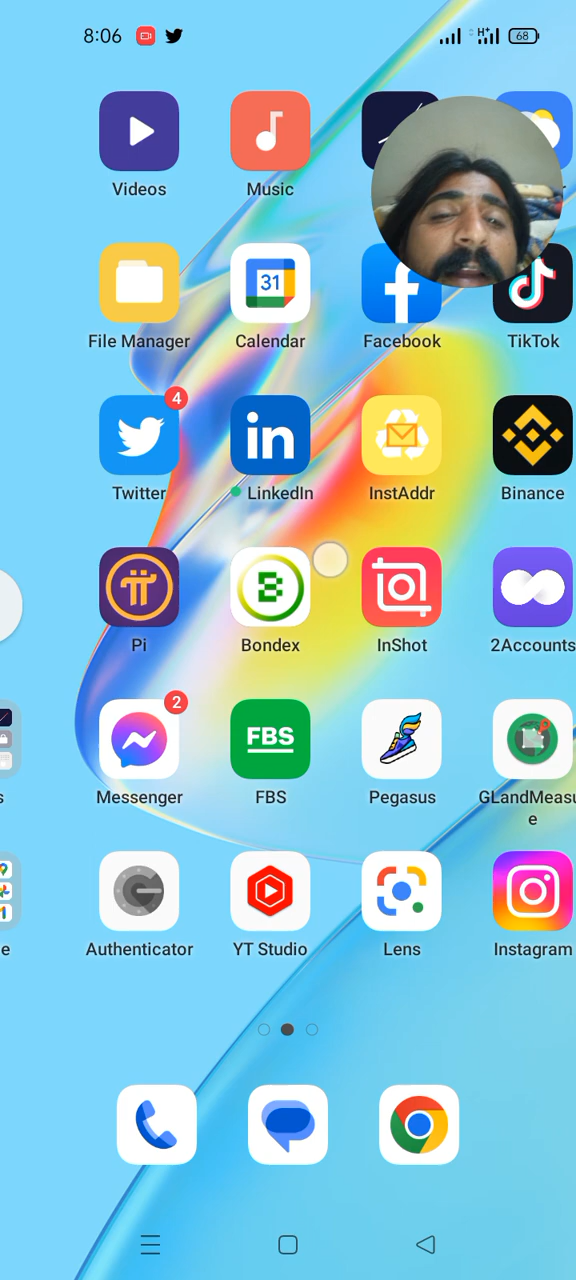 8:06 H+ 68
Videos Music r
31
File Manager Calendar Facebook TikTok
4
in
Twitter LinkedIn InstAddr Binance
B
Pi Bondex InShot 2Accounts
2
FBS
s Messenger FBS Pegasus GLandMeasu
e
e Authenticator YT Studio Lens Instagram